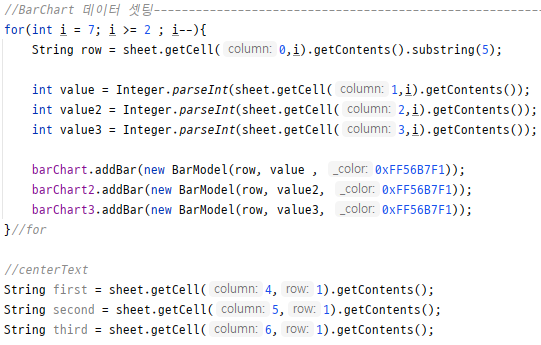 //BarChart 데이터 셋팅------------------------------------------------------------
for(int i = 7; i >= 2 ; i--){
String row = sheet.getCell( column: 0,i).getContents().substring(5);
int value = Integer.parseInt(sheet.getCell( column: 1,i).getContents());
int value2 = Integer.parseInt(sheet.getCell( column: 2,i).getContents());
int value3 = Integer.parseInt(sheet.getCell( column: 3,i).getContents());
barChart.addBar(new BarModel(row, value , _color: 0xFF56B7F1));
barChart2.addBar(new BarModel(row, value2, _color: 0xFF56B7F1));
barChart3.addBar(new BarModel(row, value3, _color: 0xFF56B7F1));
}//for
//centerText
String first = sheet.getCell( column: 4, row: 1).getContents();
String second = sheet.getCell( column: 5, row: 1).getContents();
String third = sheet.getCell( column: 6, row: 1).getContents();